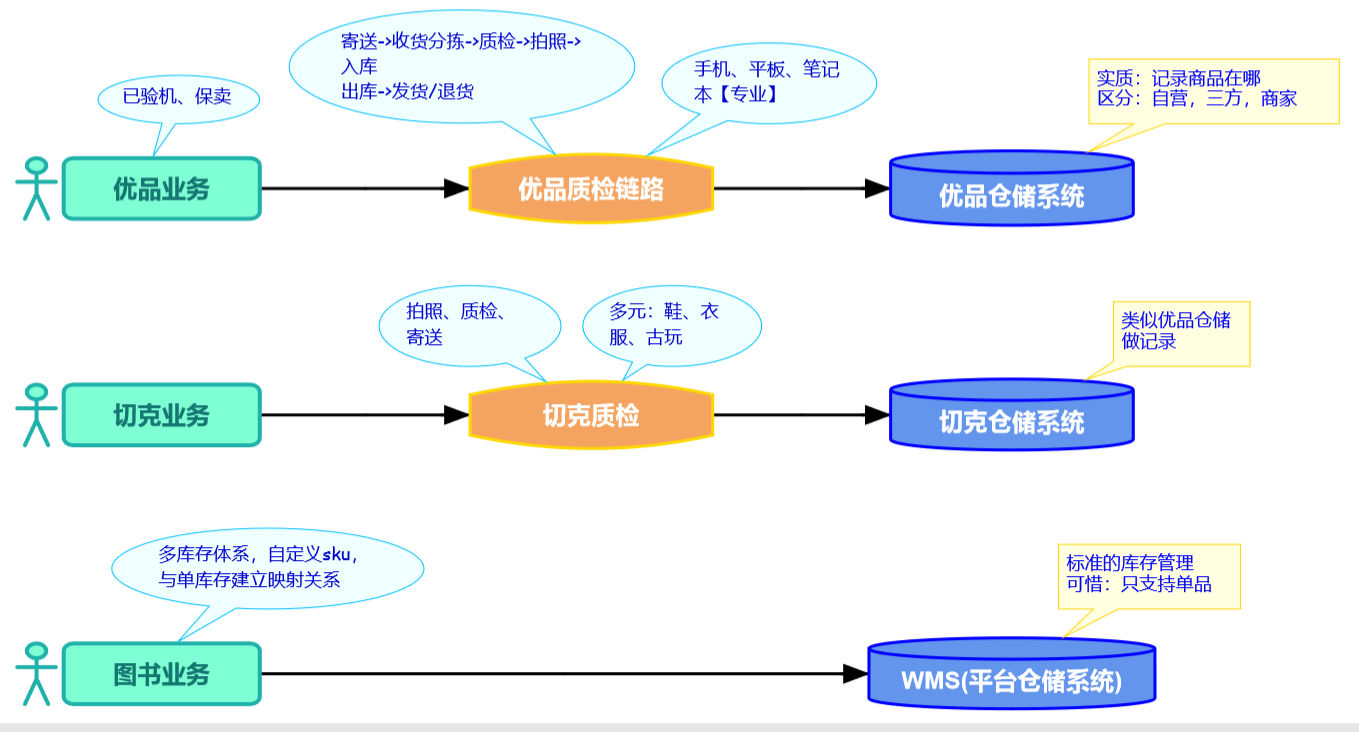 寄送->收货分拣->质检->拍照->
入库
出库->发货/退货
手机、平板、笔记
本【专业】
实质：记录商品在哪
区分：自营，三方，商家
已验机、保卖
优品业务
优品质检链路
优品仓储系统
拍照、质检、
寄送
多元：鞋、衣
服、古玩
类似优品仓储
做记录
切克业务
切克质检
切克仓储系统
多库存体系，自定义sku，
与单库存建立映射关系
标准的库存管理
可惜：只支持单品
图书业务
WMS(平台仓储系统)